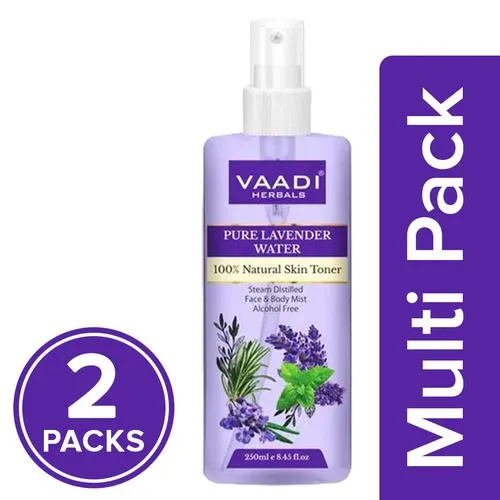 VAADI
HERBALS
PURE LAVENDER
WATER
100% Natural Skin Toner
Steam Distilled
Face & Body Mist
Alcohol Free
250ml e 8.45 fl.oz
2
PACKS
Multi Pack